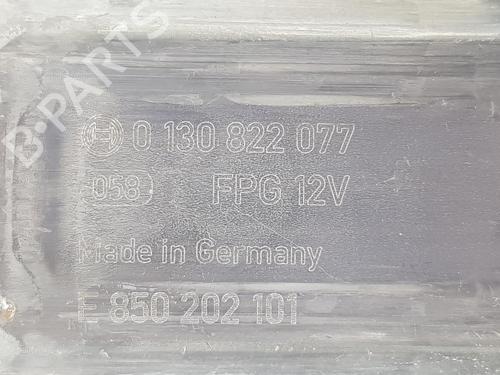 B-PARTS
0 130 822 077
058 FPG 12V
Made in Germany
E 850 202 101